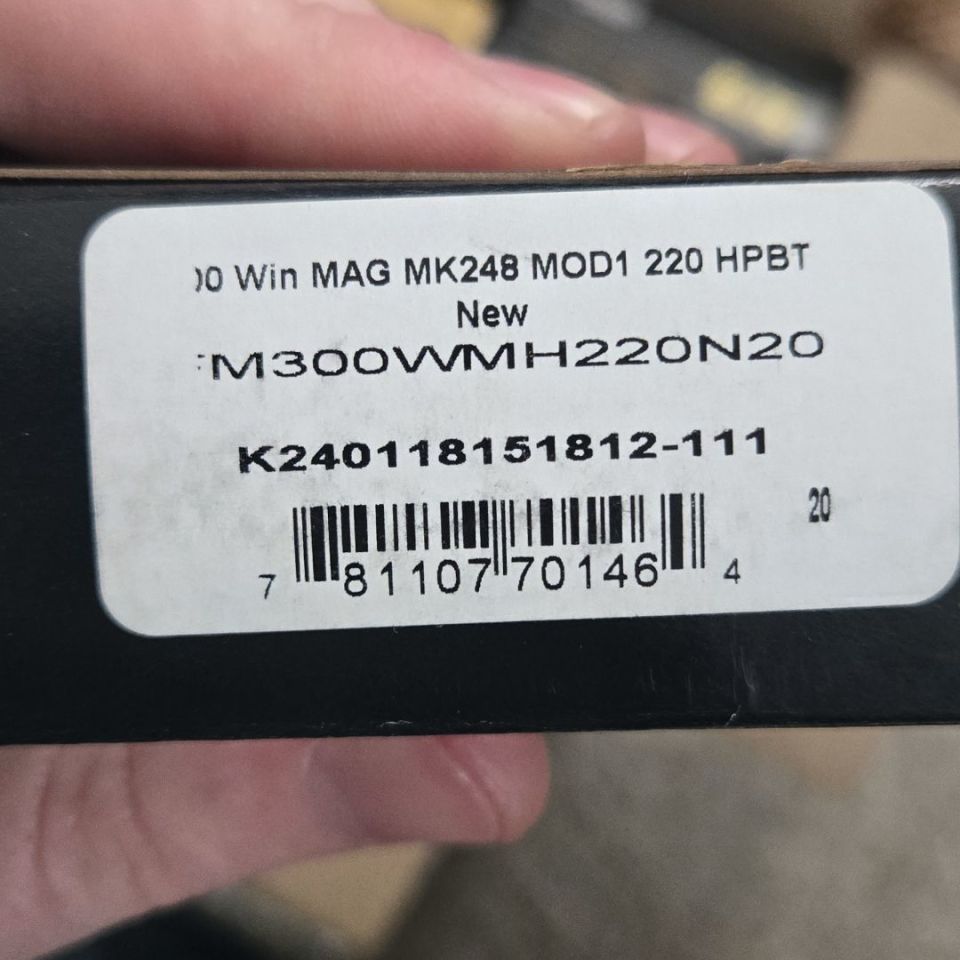 0 Win MAG MK248 MOD1 220 HPBT
New
M300WMH220N20
K240118151812-111
20
7 81107 70146 4